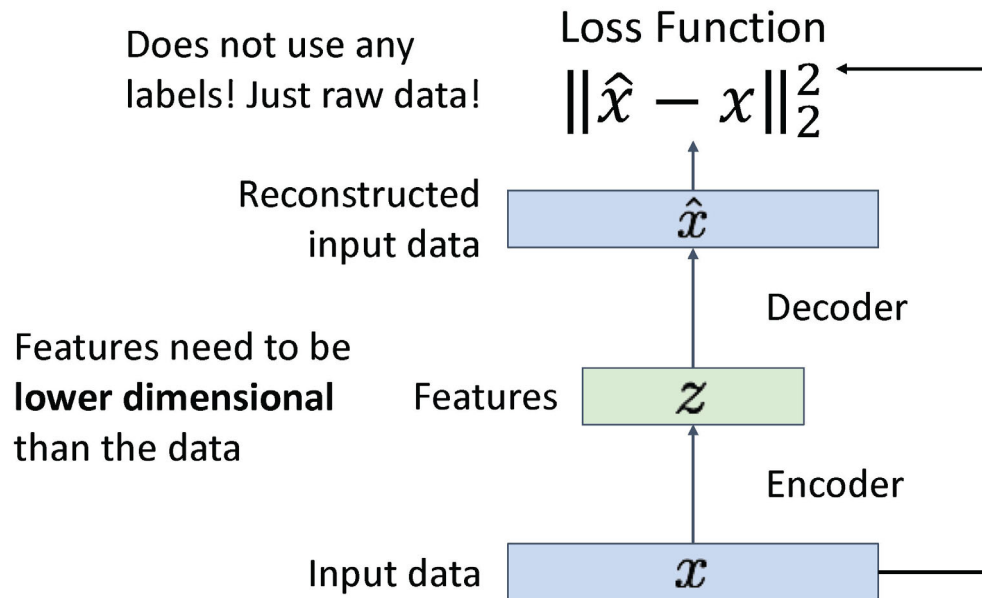 Does not use any
labels! Just raw data!
Loss Function
‖x̂ − x‖₂²
Reconstructed
input data
x̂
Decoder
Features need to be
lower dimensional
than the data
Features
z
Encoder
Input data
x